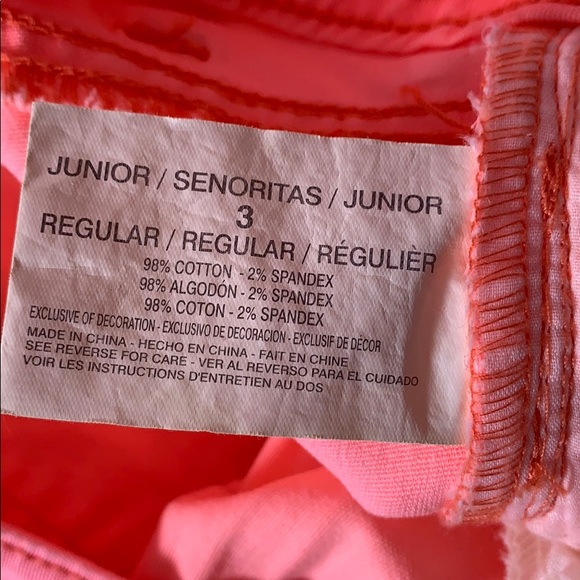 JUNIOR / SENORITAS / JUNIOR
3
REGULAR / REGULAR / RÉGULIÈR
98% COTTON - 2% SPANDEX
98% ALGODÓN - 2% SPANDEX
98% COTON - 2% SPANDEX
EXCLUSIVE OF DECORATION - EXCLUSIVO DE DECORACION - EXCLUSIF DE DÉCOR
MADE IN CHINA - HECHO EN CHINA - FAIT EN CHINE
SEE REVERSE FOR CARE - VER AL REVERSO PARA EL CUIDADO
VOIR LES INSTRUCTIONS D'ENTRETIEN AU DOS